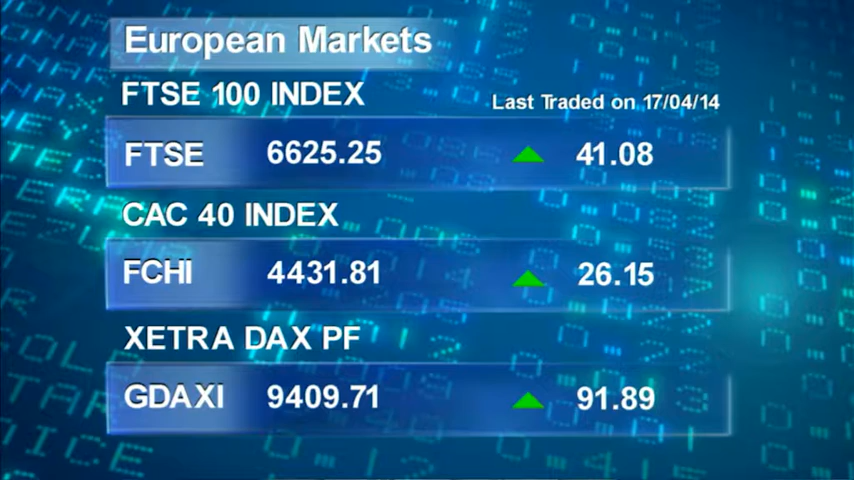 European Markets
FTSE 100 INDEX Last Traded on 17/04/14
FTSE 6625.25 41.08
CAC 40 INDEX
FCHI 4431.81 26.15
XETRA DAX PF
GDAXI 9409.71 91.89